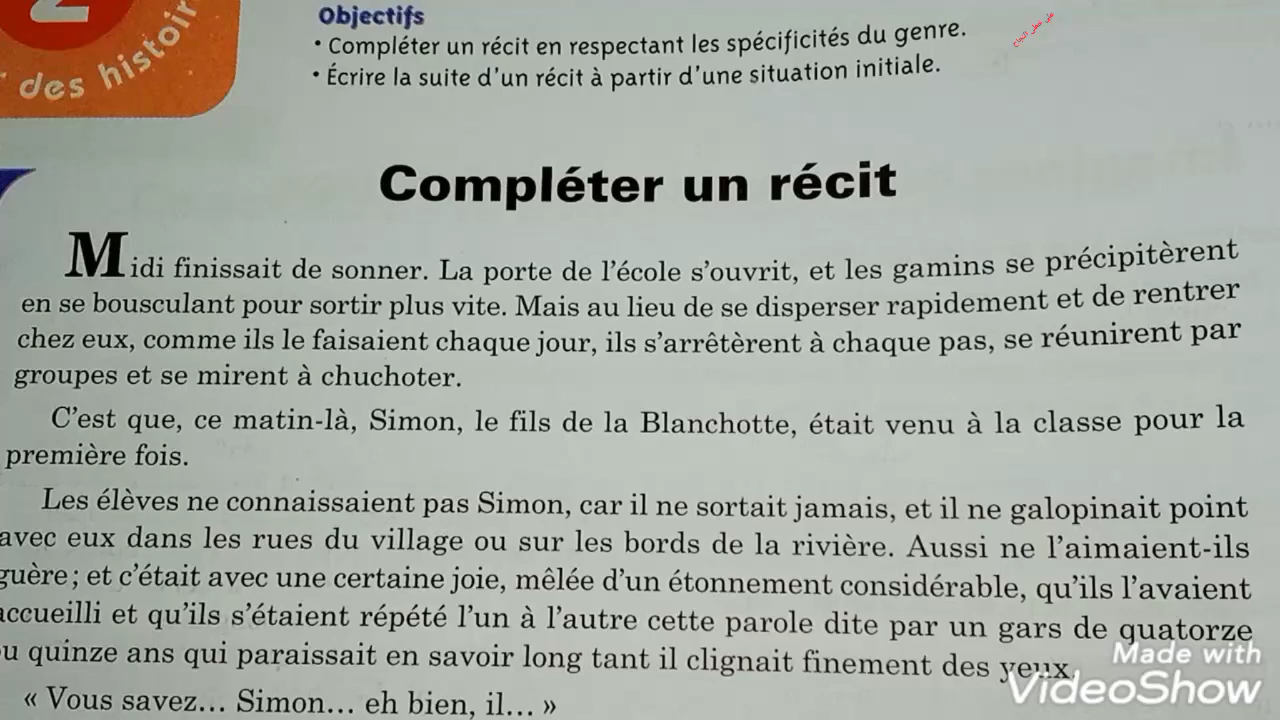 2
des histoir
Objectifs
• Compléter un récit en respectant les spécificités du genre.
• Écrire la suite d'un récit à partir d'une situation initiale.
على خطى النجاح
Compléter un récit
Midi finissait de sonner. La porte de l'école s'ouvrit, et les gamins se précipitèrent
en se bousculant pour sortir plus vite. Mais au lieu de se disperser rapidement et de rentrer
chez eux, comme ils le faisaient chaque jour, ils s'arrêtèrent à chaque pas, se réunirent par
groupes et se mirent à chuchoter.
C'est que, ce matin-là, Simon, le fils de la Blanchotte, était venu à la classe pour la
première fois.
Les élèves ne connaissaient pas Simon, car il ne sortait jamais, et il ne galopinait point
avec eux dans les rues du village ou sur les bords de la rivière. Aussi ne l'aimaient-ils
guère ; et c'était avec une certaine joie, mêlée d'un étonnement considérable, qu'ils l'avaient
accueilli et qu'ils s'étaient répété l'un à l'autre cette parole dite par un gars de quatorze
ou quinze ans qui paraissait en savoir long tant il clignait finement des yeux.
« Vous savez... Simon... eh bien, il... »
Made with
VideoShow